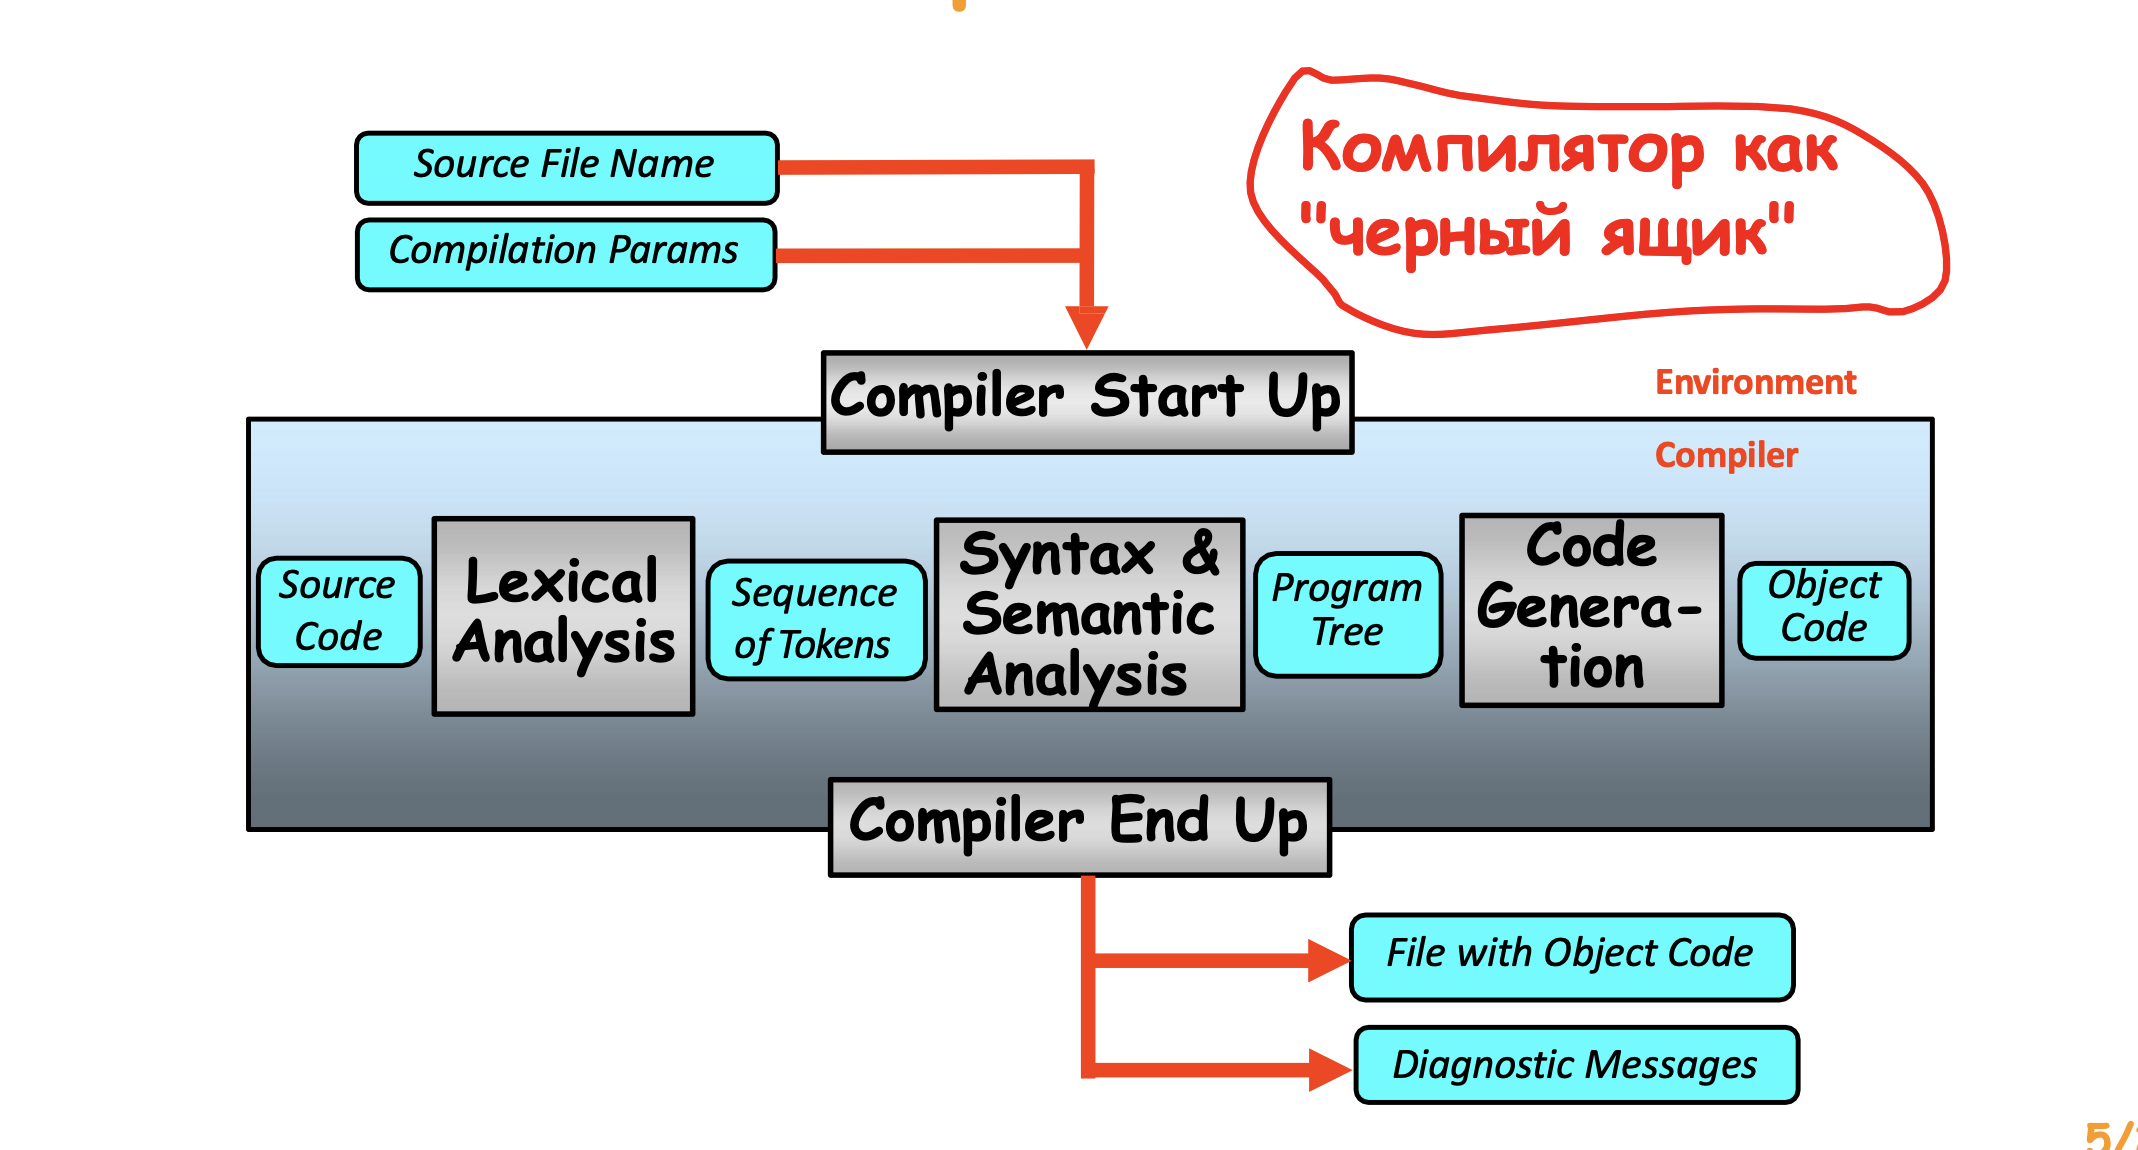 Source File Name
Compilation Params
Компилятор как
"черный ящик"
Compiler Start Up
Environment
Compiler
Source
Code
Lexical
Analysis
Sequence
of Tokens
Syntax &
Semantic
Analysis
Program
Tree
Code
Genera-
tion
Object
Code
Compiler End Up
File with Object Code
Diagnostic Messages
5/